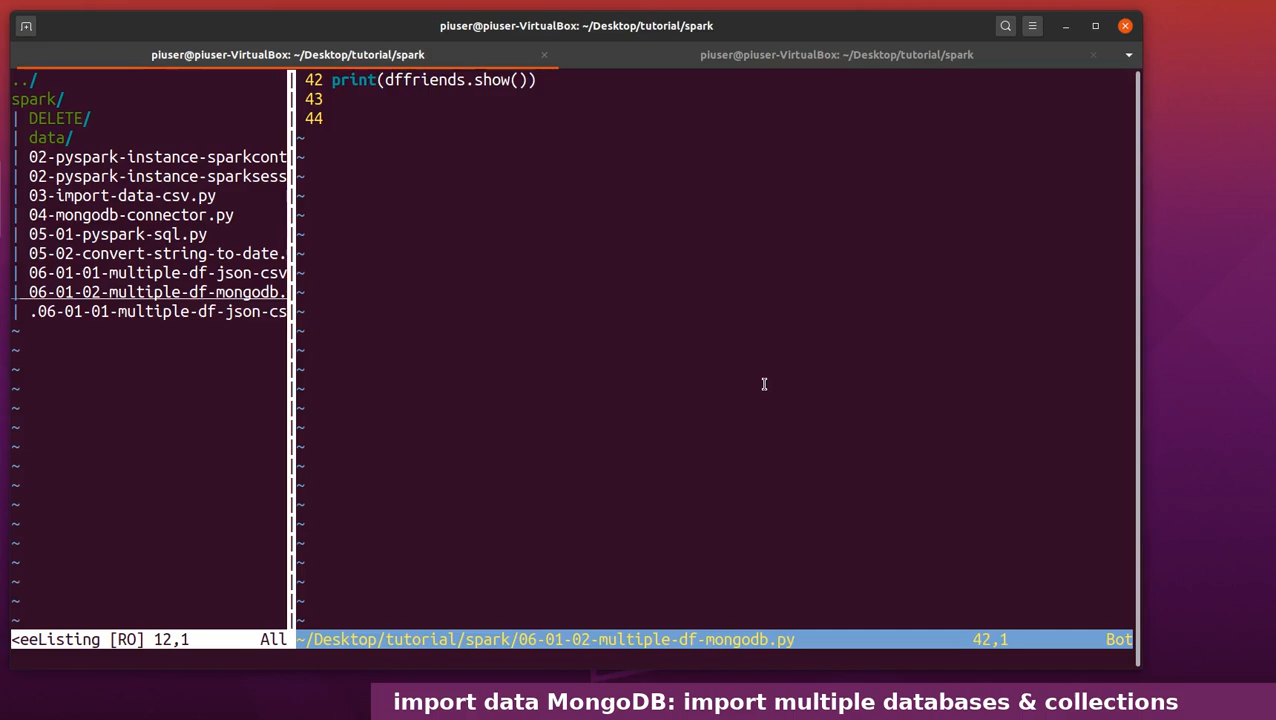 piuser@piuser-VirtualBox: ~/Desktop/tutorial/spark
piuser@piuser-VirtualBox: ~/Desktop/tutorial/spark
piuser@piuser-VirtualBox: ~/Desktop/tutorial/spark
../
spark/
| DELETE/
| data/
| 02-pyspark-instance-sparkcont
| 02-pyspark-instance-sparksess
| 03-import-data-csv.py
| 04-mongodb-connector.py
| 05-01-pyspark-sql.py
| 05-02-convert-string-to-date.
| 06-01-01-multiple-df-json-csv
| 06-01-02-multiple-df-mongodb.
| .06-01-01-multiple-df-json-cs
42 print(dffriends.show())
43
44
<eeListing [RO] 12,1 All
~/Desktop/tutorial/spark/06-01-02-multiple-df-mongodb.py 42,1 Bot
import data MongoDB: import multiple databases & collections